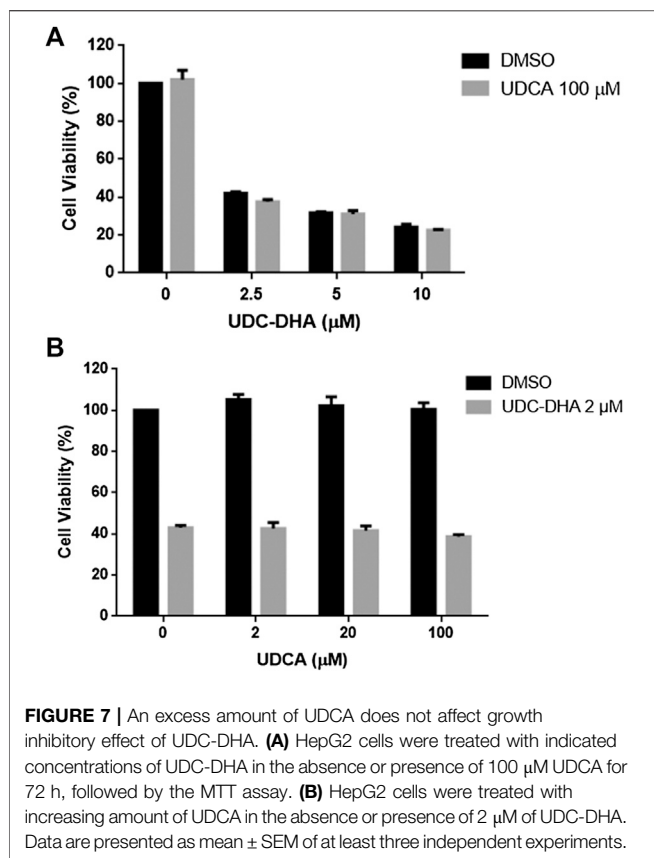 A
DMSO
UDCA 100 μM
Cell Viability (%)
120
100
80
60
40
20
0
0 2.5 5 10
UDC-DHA (μM)
B
DMSO
UDC-DHA 2 μM
Cell Viability (%)
120
100
80
60
40
20
0
0 2 20 100
UDCA (μM)
FIGURE 7 | An excess amount of UDCA does not affect growth
inhibitory effect of UDC-DHA. (A) HepG2 cells were treated with indicated
concentrations of UDC-DHA in the absence or presence of 100 μM UDCA for
72 h, followed by the MTT assay. (B) HepG2 cells were treated with
increasing amount of UDCA in the absence or presence of 2 μM of UDC-DHA.
Data are presented as mean ± SEM of at least three independent experiments.